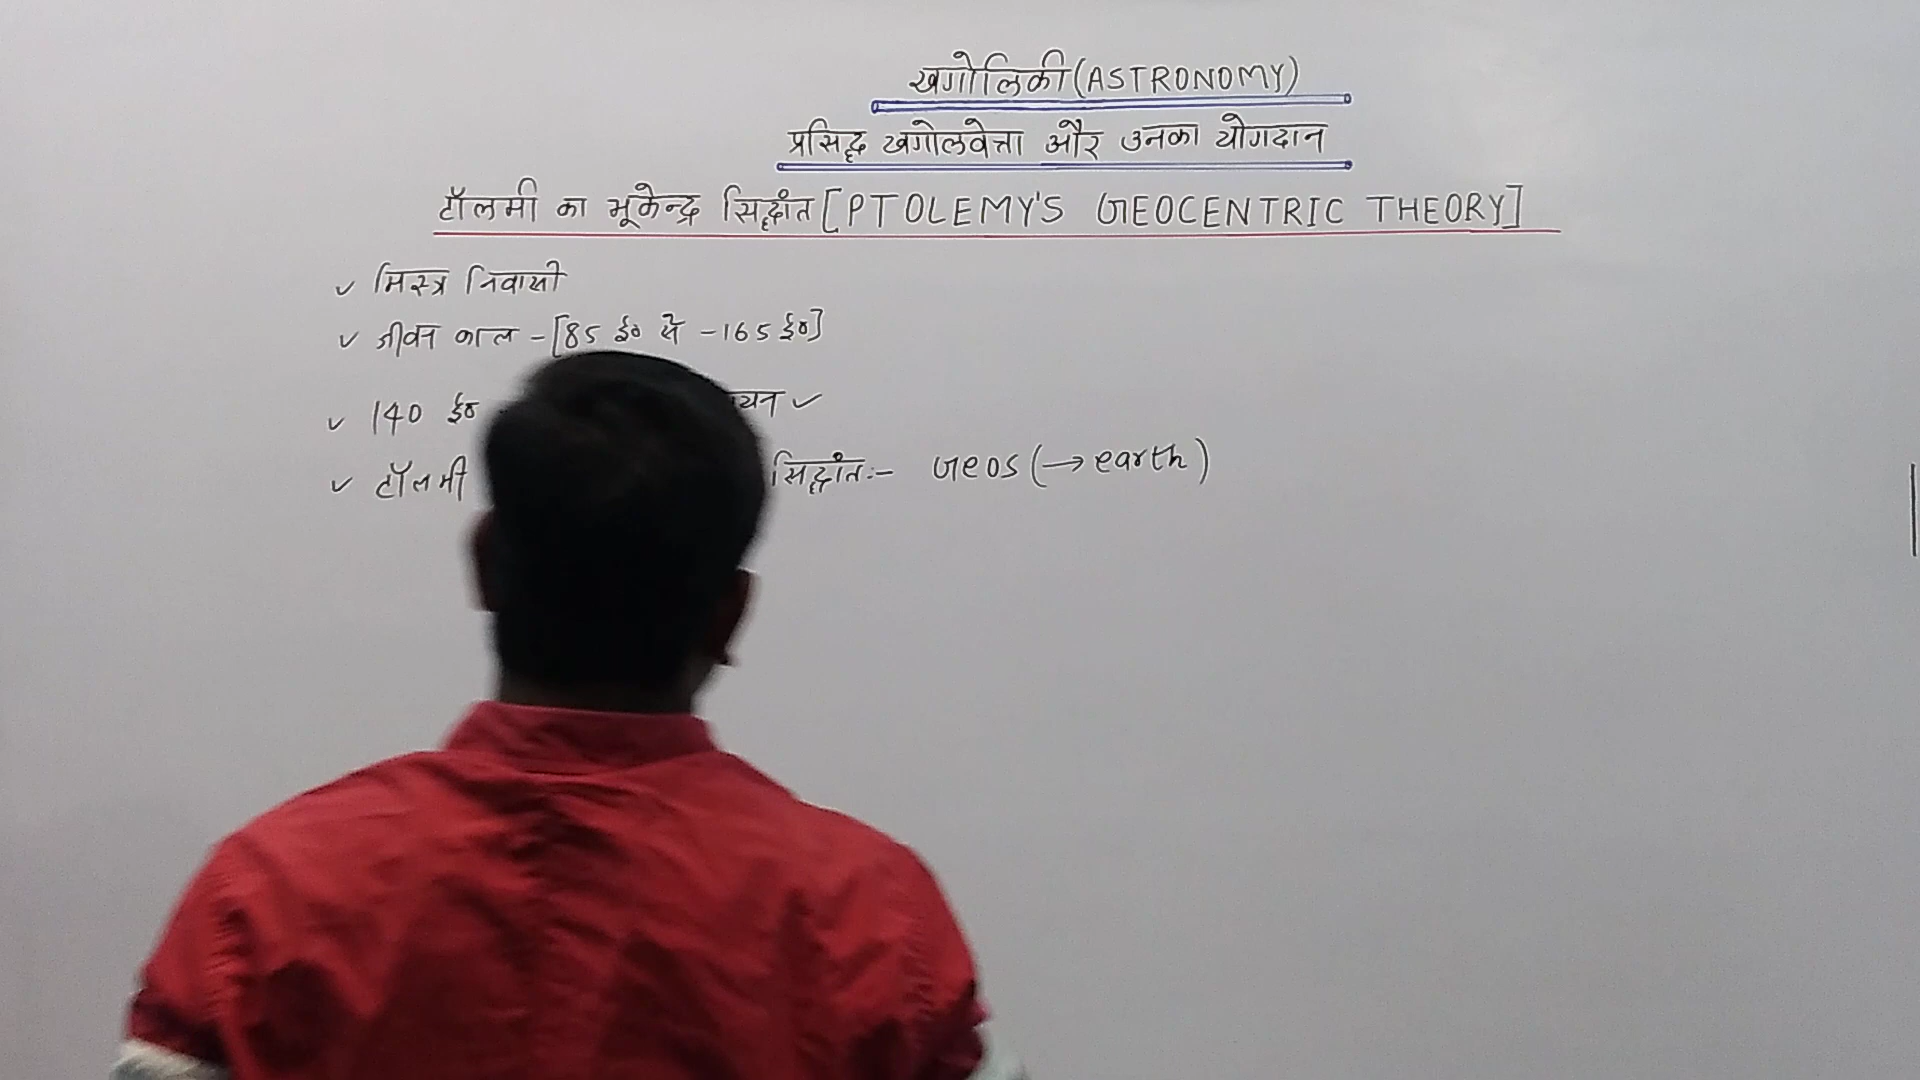 खगोलिकी (ASTRONOMY)
प्रसिद्ध खगोलवेत्ता और उनका योगदान
टॉलमी का भूकेन्द्र सिद्धांत [PTOLEMY'S GEOCENTRIC THEORY]
✓ मिस्त्र निवासी
✓ जीवन काल - [85 ई० से - 165 ई०]
✓ 140 ई० ✓
✓ टॉलमी सिद्धांत:- Geos (→ earth)